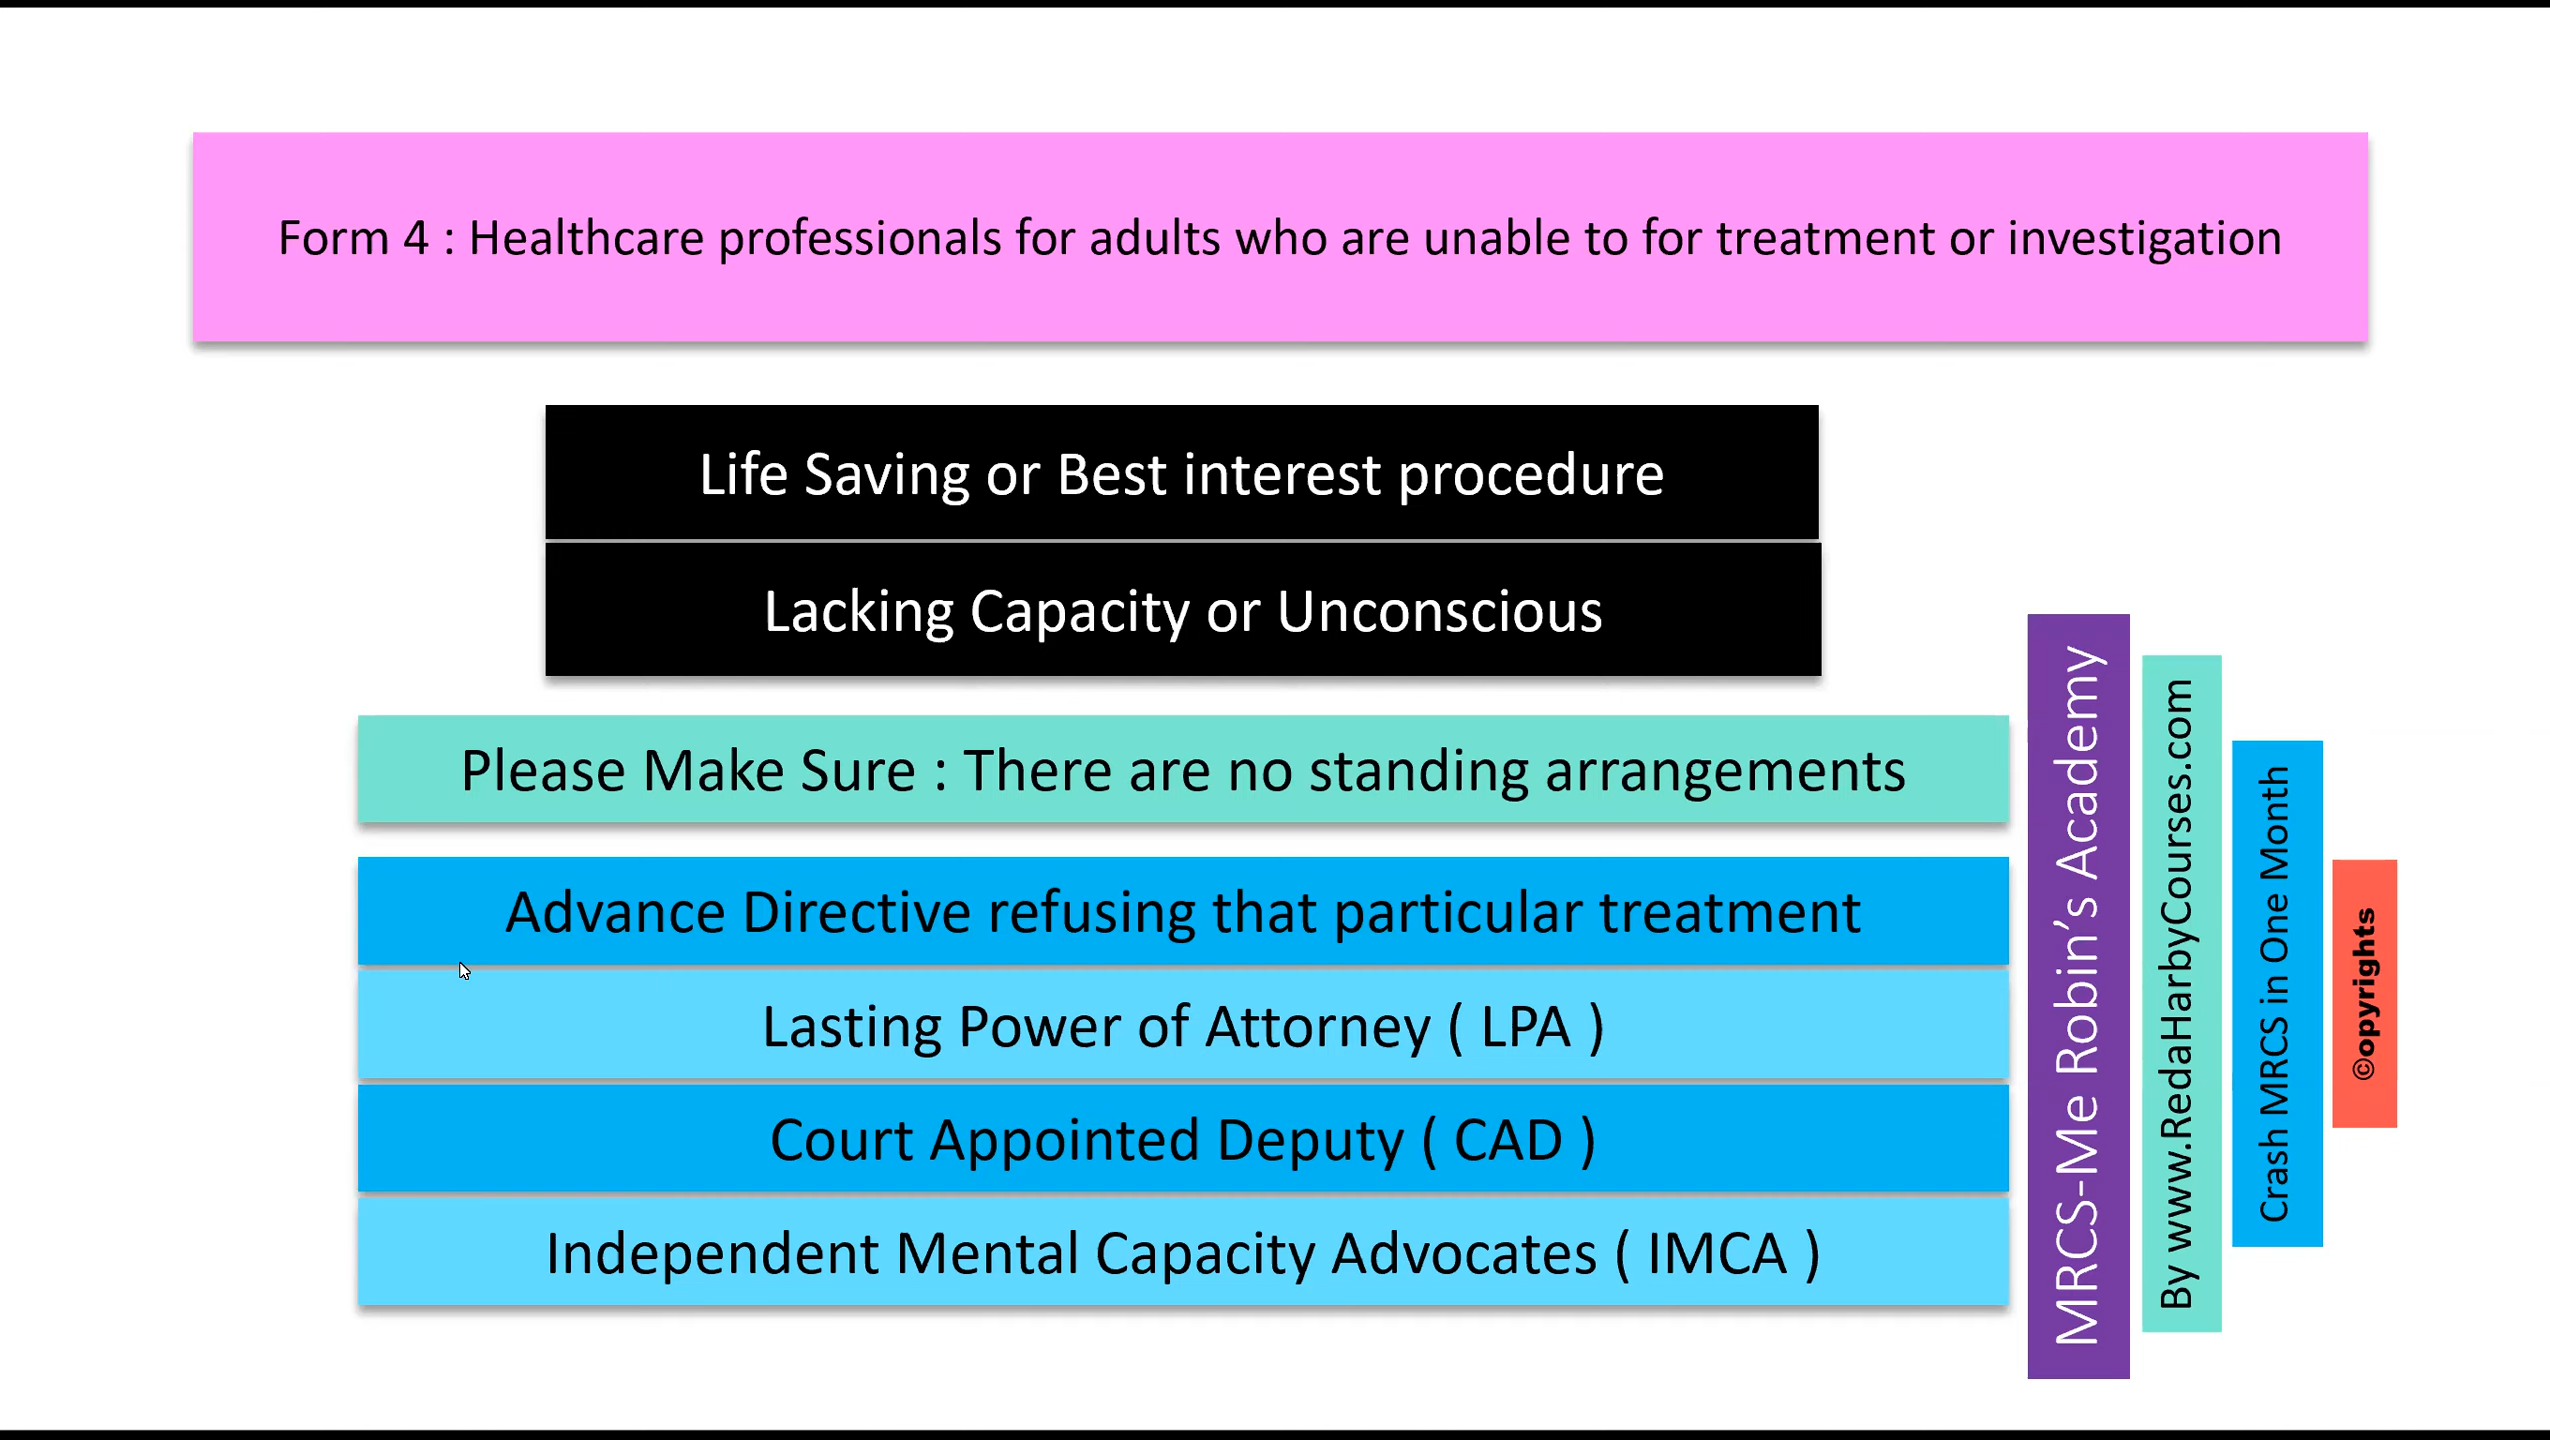 Form 4 : Healthcare professionals for adults who are unable to for treatment or investigation
Life Saving or Best interest procedure
Lacking Capacity or Unconscious
Please Make Sure : There are no standing arrangements
Advance Directive refusing that particular treatment
Lasting Power of Attorney ( LPA )
Court Appointed Deputy ( CAD )
Independent Mental Capacity Advocates ( IMCA )
MRCS-Me Robin’s Academy
By www.RedaHarbyCourses.com
Crash MRCS in One Month
©opyrights